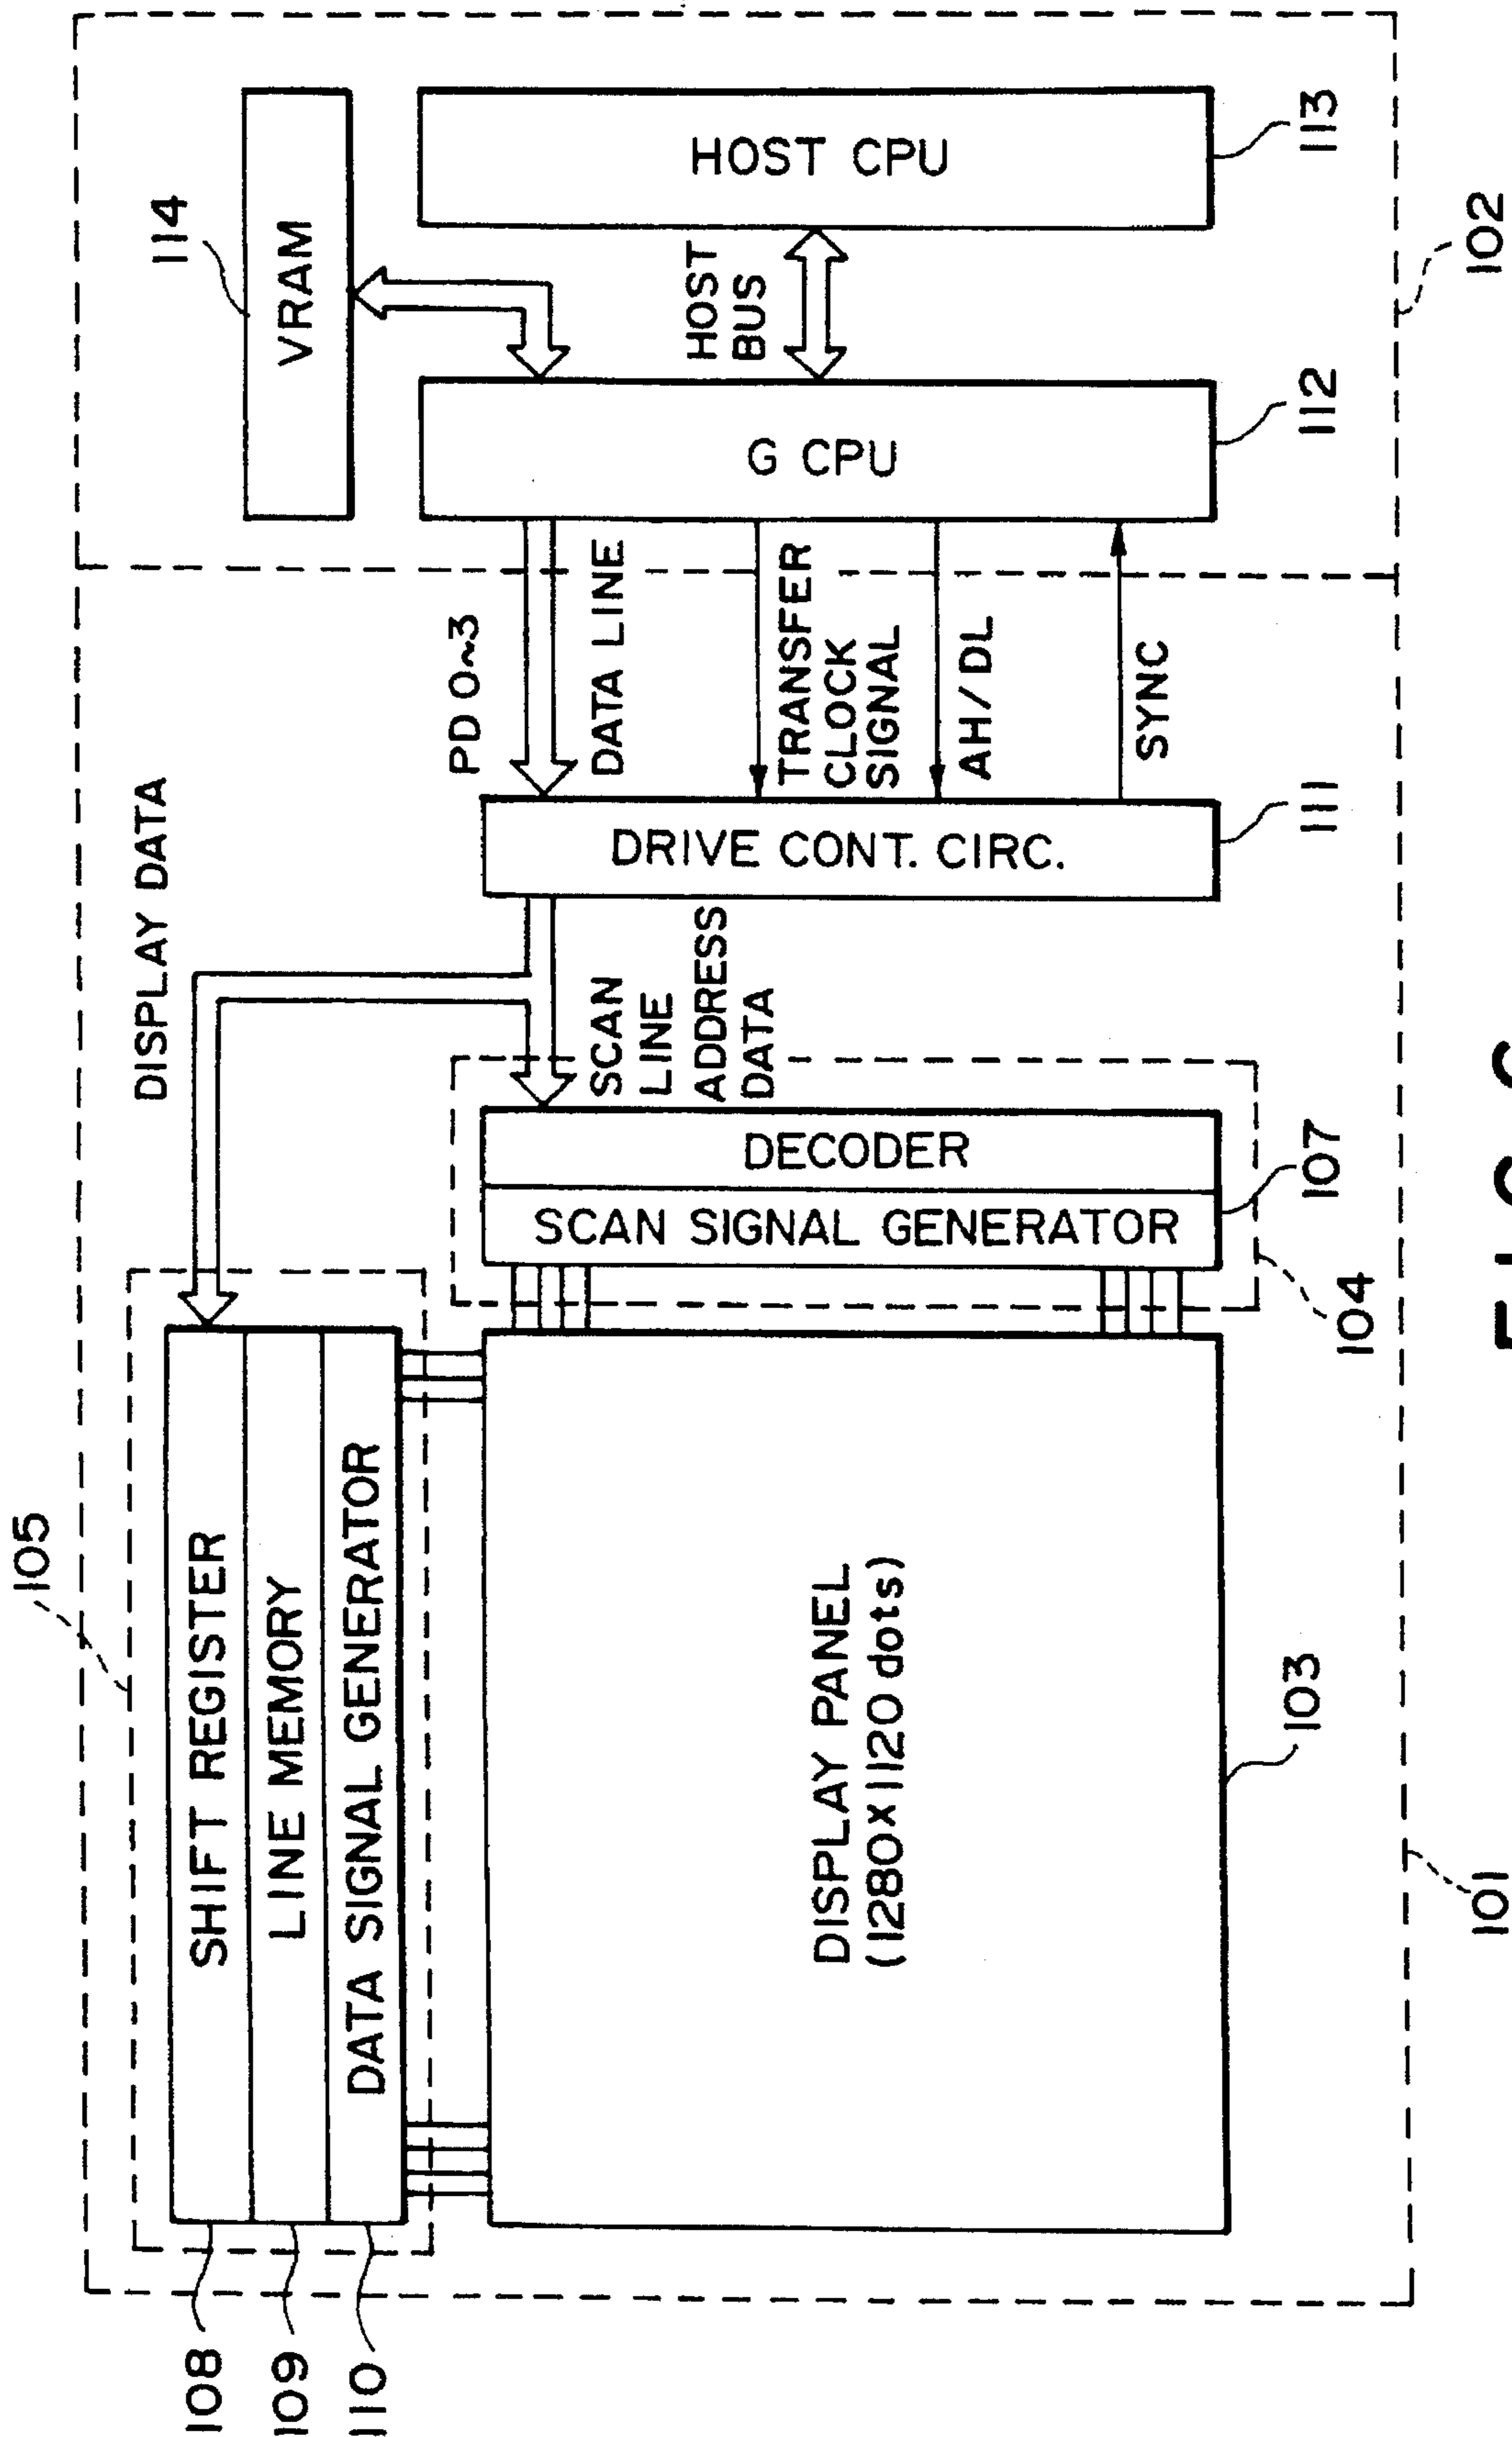 105
DISPLAY DATA
114
108
SHIFT REGISTER
109
LINE MEMORY
110
DATA SIGNAL GENERATOR
VRAM
PD 0~3
DATA LINE
SCAN
LINE
ADDRESS
DATA
HOST
BUS
DISPLAY PANEL
(1280×1120 dots)
SCAN SIGNAL GENERATOR
DECODER
DRIVE CONT. CIRC.
TRANSFER
CLOCK
SIGNAL
AH/DL
SYNC
G CPU
HOST CPU
103
104
107
111
112
113
101
102